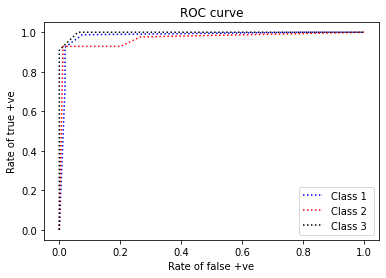 ROC curve
Rate of true +ve
1.0
0.8
0.6
0.4
0.2
0.0
Class 1
Class 2
Class 3
0.0 0.2 0.4 0.6 0.8 1.0
Rate of false +ve